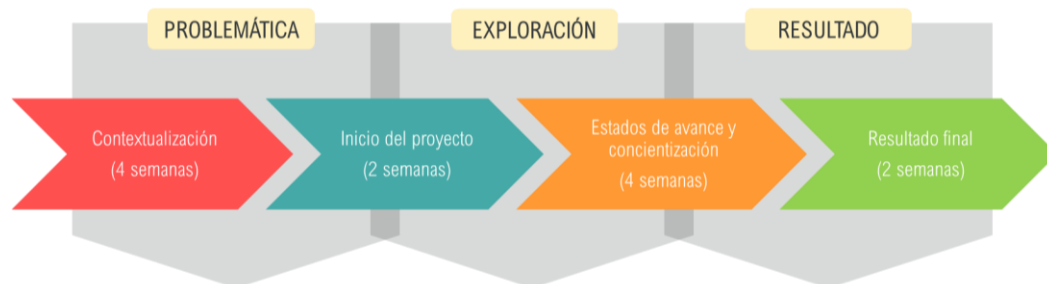 PROBLEMÁTICA
EXPLORACIÓN
RESULTADO
Contextualización
(4 semanas)
Inicio del proyecto
(2 semanas)
Estados de avance y
concientización
(4 semanas)
Resultado final
(2 semanas)